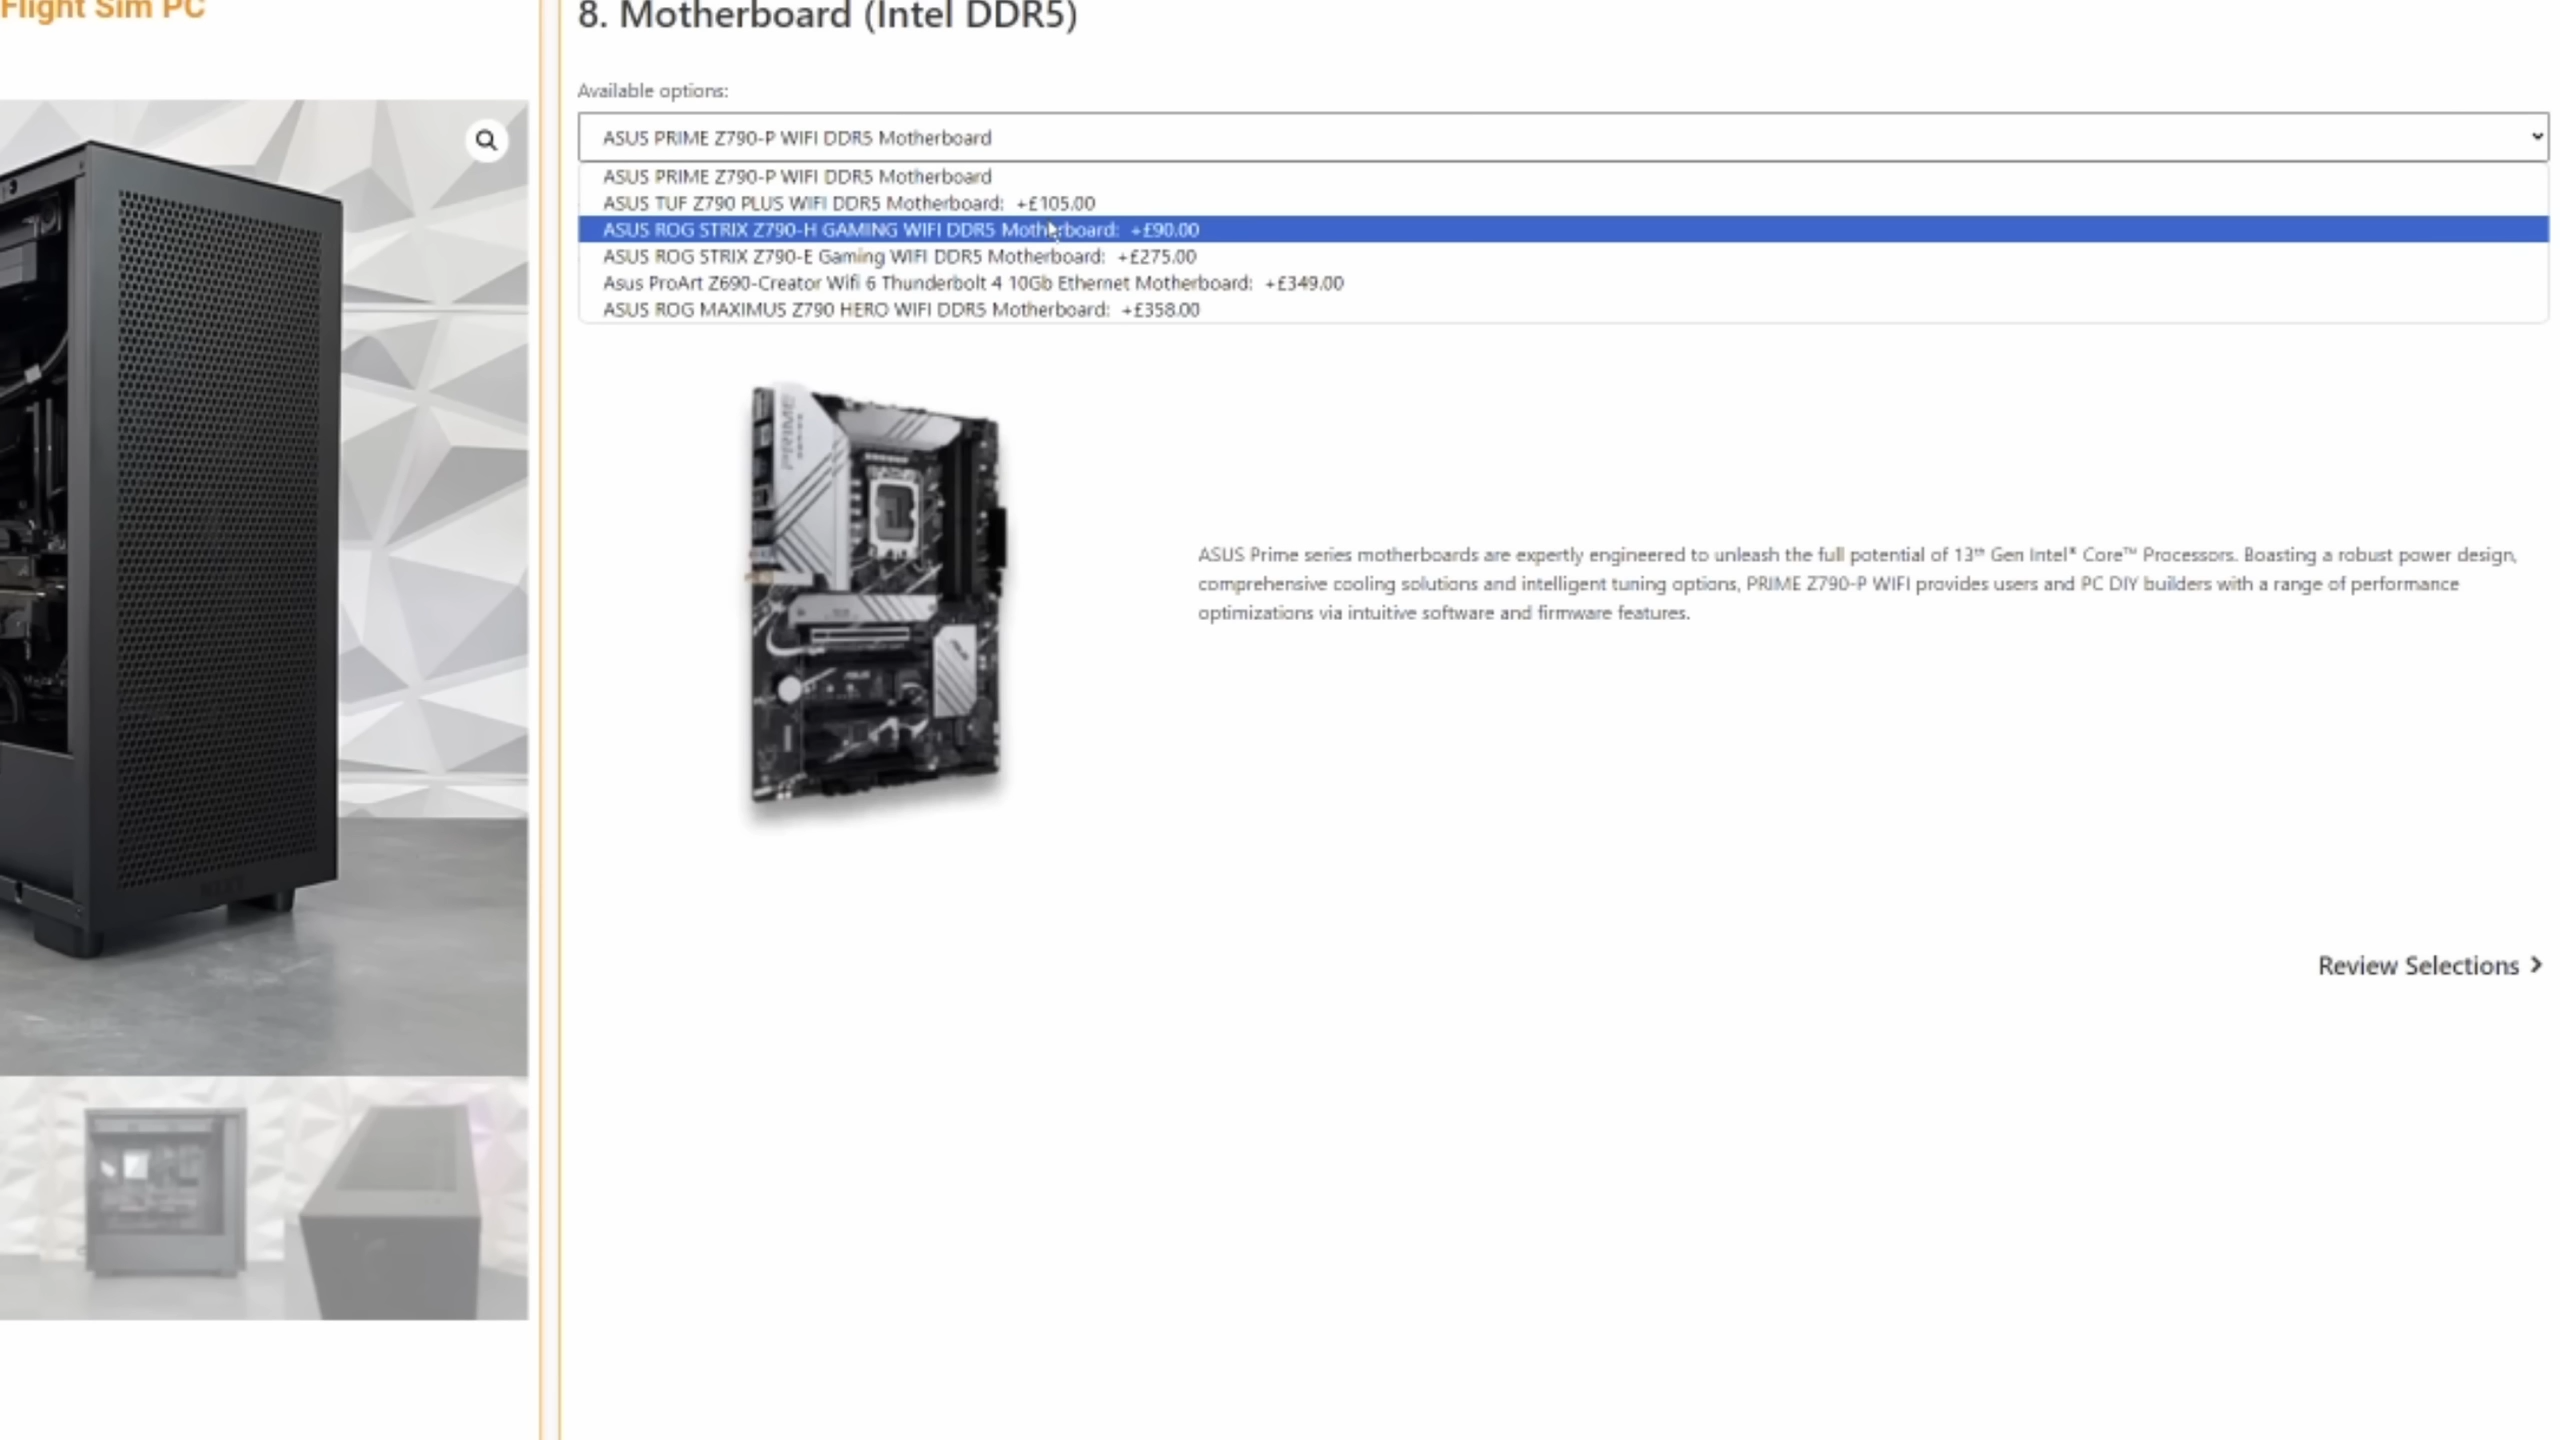 Flight Sim PC
8. Motherboard (Intel DDR5)
Available options:
ASUS PRIME Z790-P WIFI DDR5 Motherboard
ASUS PRIME Z790-P WIFI DDR5 Motherboard
ASUS TUF Z790 PLUS WIFI DDR5 Motherboard: +£105.00
ASUS ROG STRIX Z790-H GAMING WIFI DDR5 Motherboard: +£90.00
ASUS ROG STRIX Z790-E Gaming WIFI DDR5 Motherboard: +£275.00
Asus ProArt Z690-Creator Wifi 6 Thunderbolt 4 10Gb Ethernet Motherboard: +£349.00
ASUS ROG MAXIMUS Z790 HERO WIFI DDR5 Motherboard: +£358.00
PRIME
ASUS Prime series motherboards are expertly engineered to unleash the full potential of 13th Gen Intel® Core™ Processors. Boasting a robust power design,
comprehensive cooling solutions and intelligent tuning options, PRIME Z790-P WIFI provides users and PC DIY builders with a range of performance
optimizations via intuitive software and firmware features.
NZXT
Review Selections